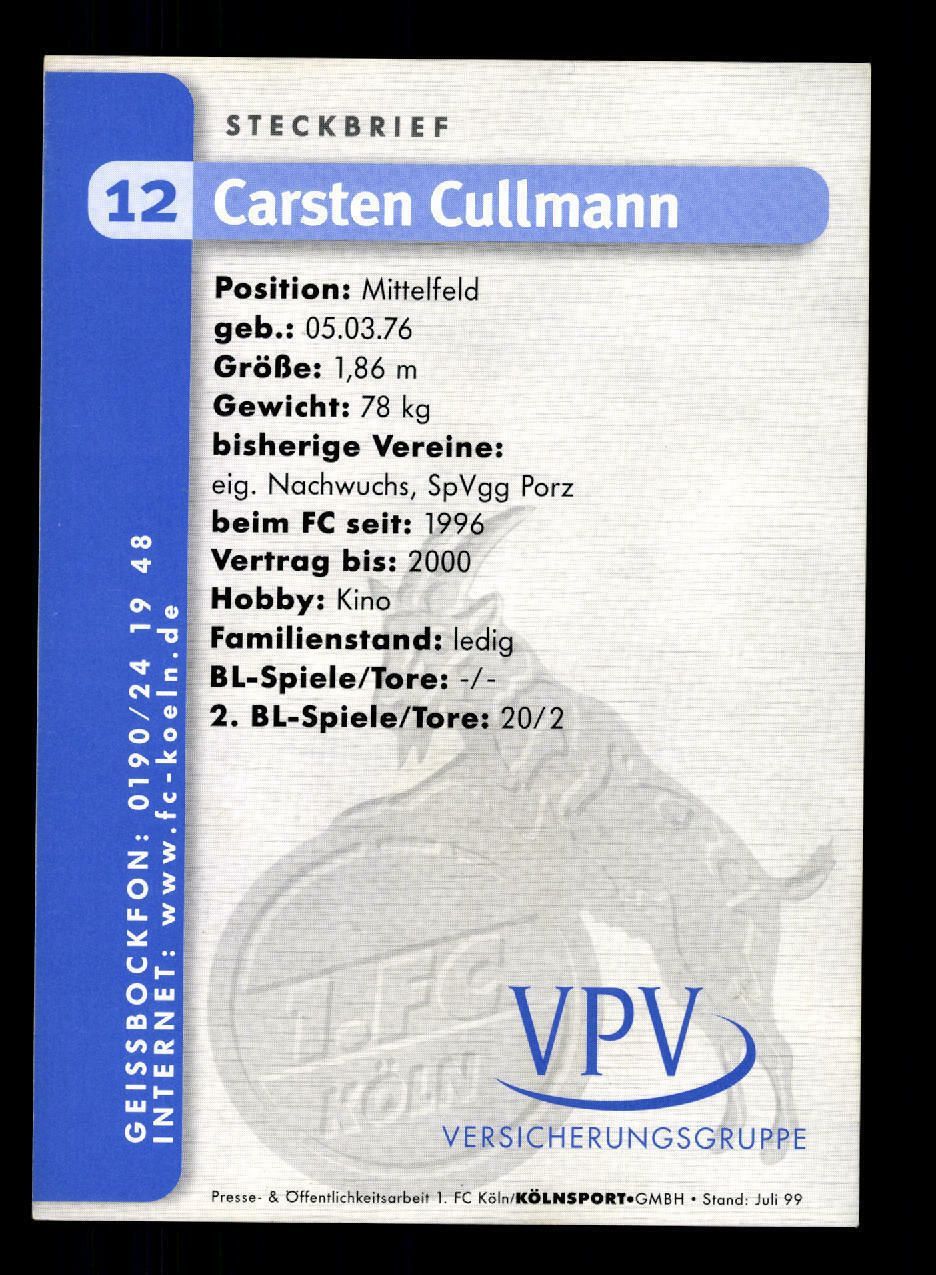 STECKBRIEF
12 Carsten Cullmann
Position: Mittelfeld
geb.: 05.03.76
Größe: 1,86 m
Gewicht: 78 kg
bisherige Vereine:
eig. Nachwuchs, SpVgg Porz
beim FC seit: 1996
Vertrag bis: 2000
Hobby: Kino
Familienstand: ledig
BL-Spiele/Tore: -/-
2. BL-Spiele/Tore: 20/2
GEISSBOCKFON: 0190/24 19 48
INTERNET: www.fc-koeln.de
1.FC
KÖLN
VPV
VERSICHERUNGSGRUPPE
Presse- & Öffentlichkeitsarbeit 1. FC Köln/KÖLNSPORT•GMBH • Stand: Juli 99